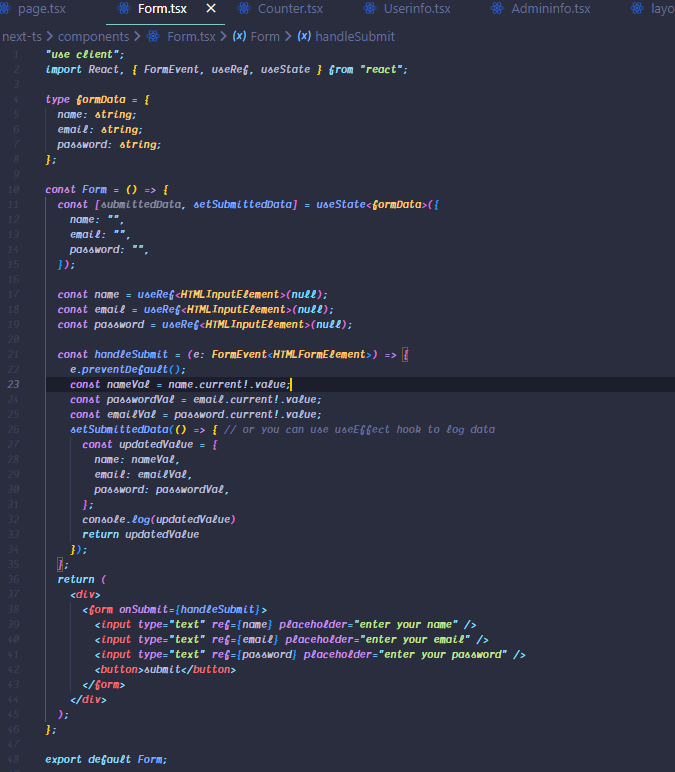 page.tsx Form.tsx X Counter.tsx Userinfo.tsx Admininfo.tsx layo
next-ts > components > Form.tsx > (x) Form > (x) handleSubmit
1 "use client";
2 import React, { FormEvent, useRef, useState } from "react";
3
4 type formData = {
5 name: string;
6 email: string;
7 password: string;
8 };
9
10 const Form = () => {
11 const [submittedData, setSubmittedData] = useState<formData>({
12 name: "",
13 email: "",
14 password: "",
15 });
16
17 const name = useRef<HTMLInputElement>(null);
18 const email = useRef<HTMLInputElement>(null);
19 const password = useRef<HTMLInputElement>(null);
20
21 const handleSubmit = (e: FormEvent<HTMLFormElement>) => {
22 e.preventDefault();
23 const nameVal = name.current!.value;
24 const passwordVal = email.current!.value;
25 const emailVal = password.current!.value;
26 setSubmittedData(() => { // or you can use useEffect hook to log data
27 const updatedValue = {
28 name: nameVal,
29 email: emailVal,
30 password: passwordVal,
31 };
32 console.log(updatedValue)
33 return updatedValue
34 });
35 };
36 return (
37 <div>
38 <form onSubmit={handleSubmit}>
39 <input type="text" ref={name} placeholder="enter your name" />
40 <input type="text" ref={email} placeholder="enter your email" />
41 <input type="text" ref={password} placeholder="enter your password" />
42 <button>submit</button>
43 </form>
44 </div>
45 );
46 };
47
48 export default Form;